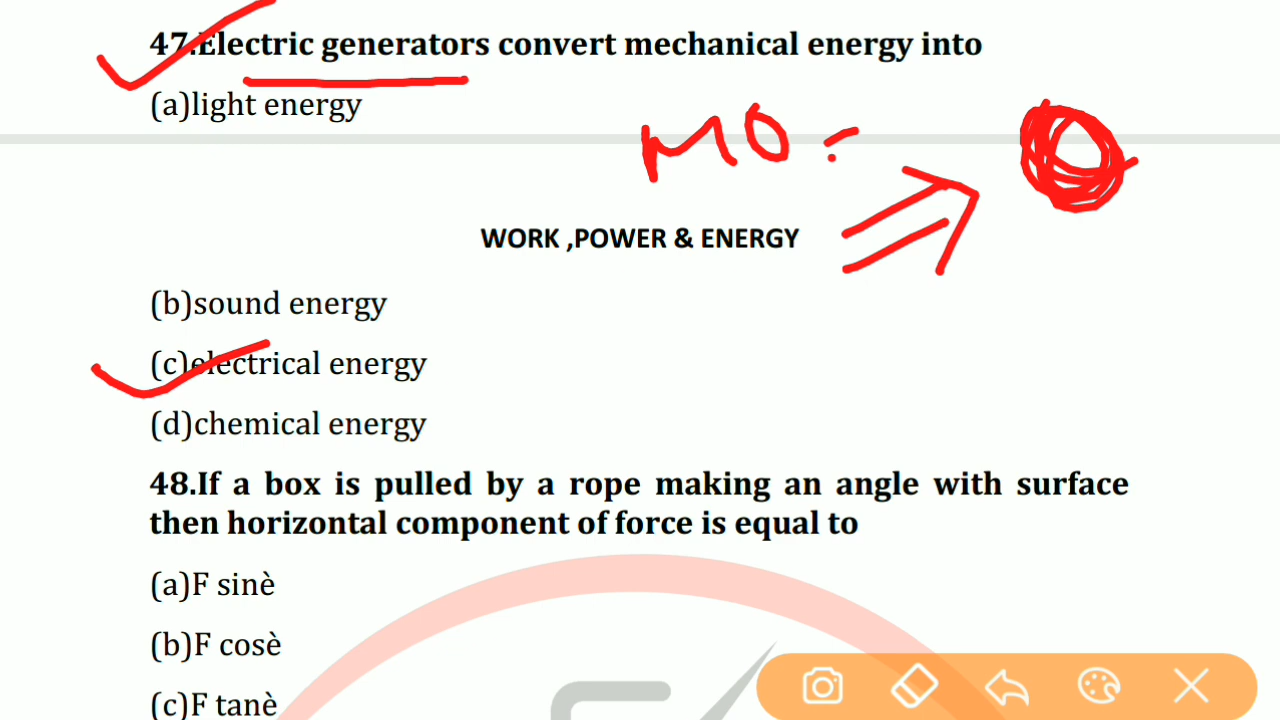 47.Electric generators convert mechanical energy into
(a)light energy
MO:
WORK ,POWER & ENERGY
(b)sound energy
(c)electrical energy
(d)chemical energy
48.If a box is pulled by a rope making an angle with surface
then horizontal component of force is equal to
(a)F sinè
(b)F cosè
(c)F tanè